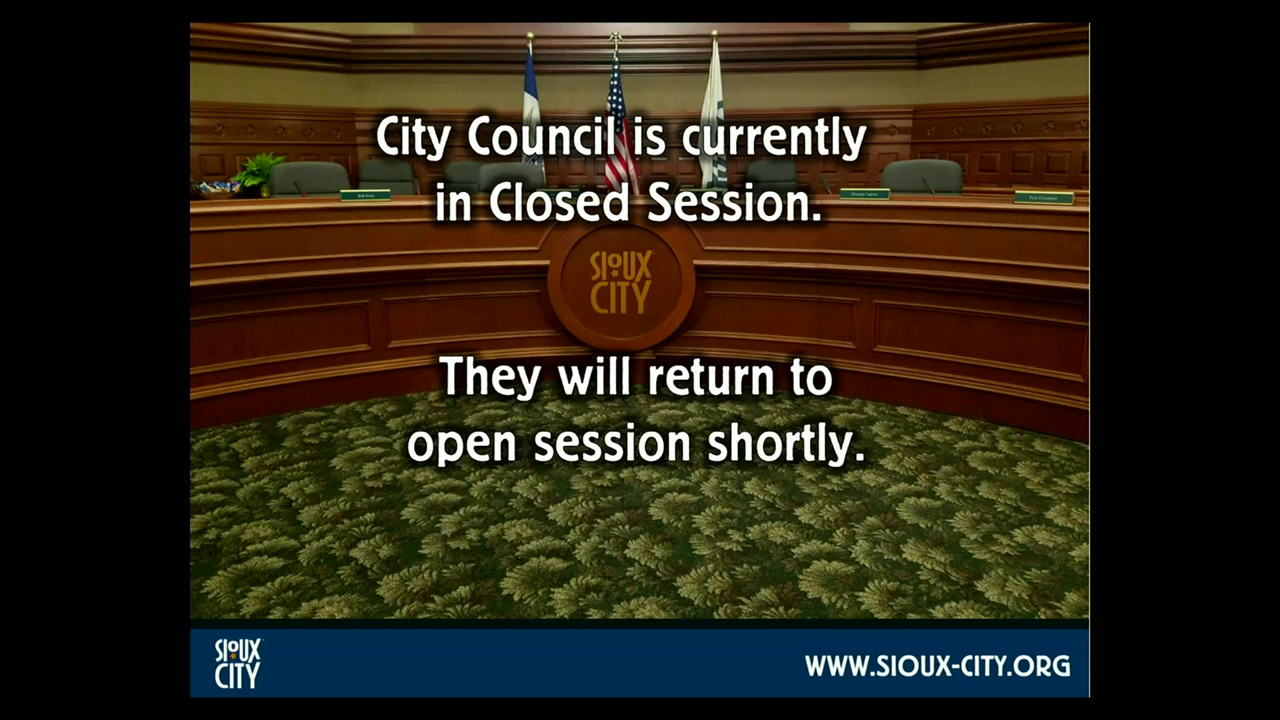 City Council is currently
in Closed Session.
SIOUX
CITY
They will return to
open session shortly.
SIOUX
CITY
WWW.SIOUX-CITY.ORG